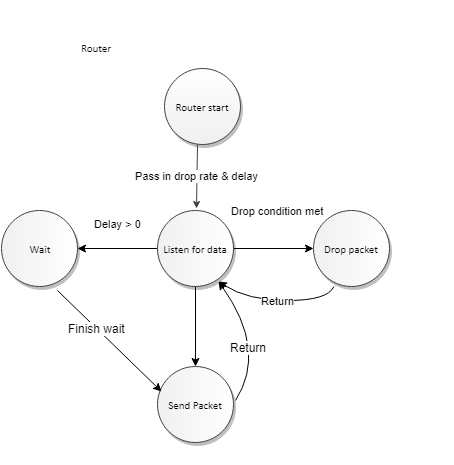 Router
Router start
Pass in drop rate & delay
Drop condition met
Delay > 0
Wait
Listen for data
Drop packet
Return
Finish wait
Return
Send Packet